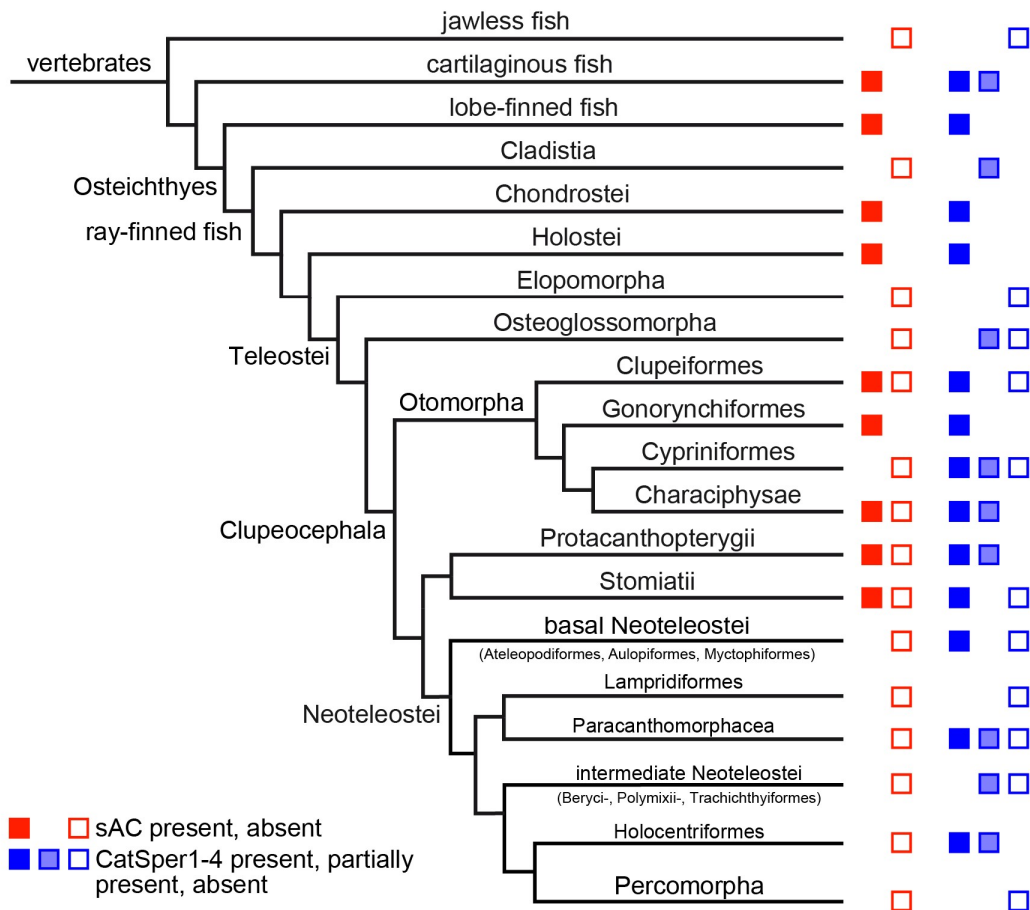 jawless fish
vertebrates
cartilaginous fish
lobe-finned fish
Cladistia
Osteichthyes
Chondrostei
ray-finned fish
Holostei
Elopomorpha
Osteoglossomorpha
Teleostei
Clupeiformes
Otomorpha
Gonorynchiformes
Cypriniformes
Characiphysae
Clupeocephala
Protacanthopterygii
Stomiatii
basal Neoteleostei
(Ateleopodiformes, Aulopiformes, Myctophiformes)
Lampridiformes
Neoteleostei
Paracanthomorphacea
intermediate Neoteleostei
(Beryci-, Polymixii-, Trachichthyiformes)
Holocentriformes
Percomorpha
sAC present, absent
CatSper1-4 present, partially
present, absent